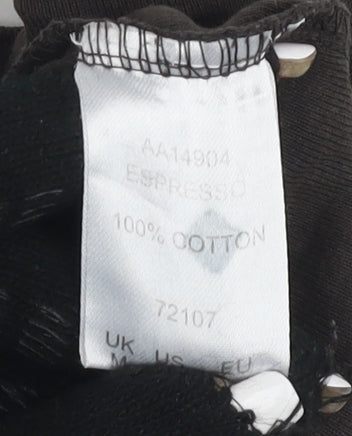 AA14904
ESPRESSO
100% COTTON
72107
UK US EU
M